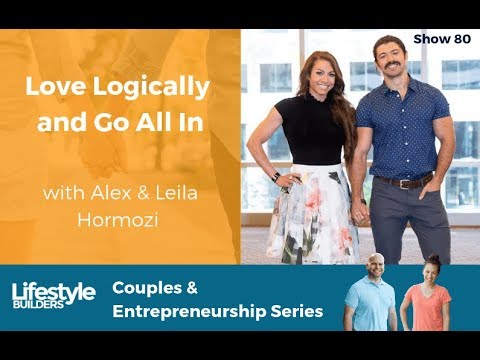 Show 80
Love Logically
and Go All In
with Alex & Leila
Hormozi
Lifestyle
BUILDERS
Couples &
Entrepreneurship Series